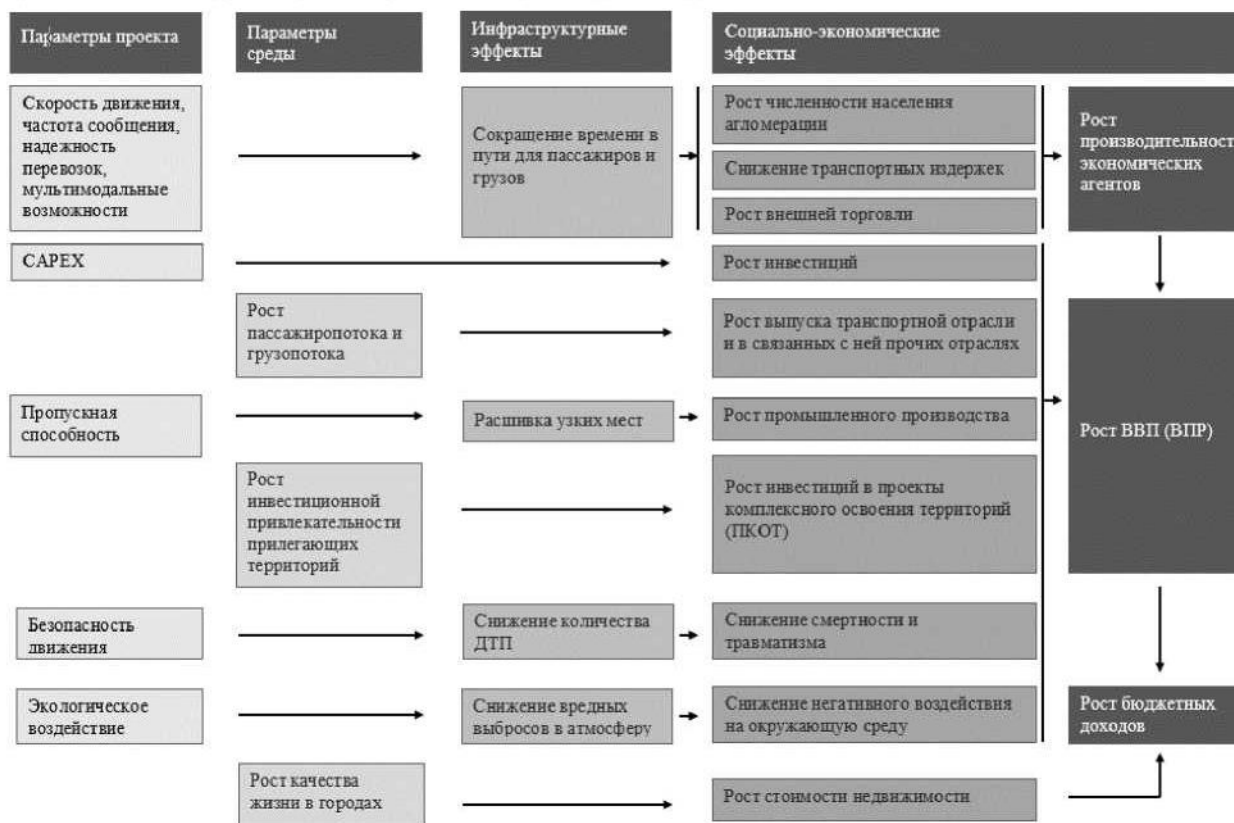 Параметры проекта
Параметры
среды
Инфраструктурные
эффекты
Социально-экономические
эффекты
Скорость движения,
частота сообщения,
надежность
перевозок,
мультимодальные
возможности
Сокращение времени в
пути для пассажиров и
грузов
Рост численности населения
агломерации
Снижение транспортных издержек
Рост внешней торговли
Рост
производительност
экономических
агентов
CAPEX
Рост инвестиций
Рост
пассажиропотока и
грузопотока
Рост выпуска транспортной отрасли
и в связанных с ней прочих отраслях
Пропускная
способность
Расшивка узких мест
Рост промышленного производства
Рост ВВП (ВПР)
Рост
инвестиционной
привлекательности
прилегающих
территорий
Рост инвестиций в проекты
комплексного освоения территорий
(ПКОТ)
Безопасность
движения
Снижение количества
ДТП
Снижение смертности и
травматизма
Экологическое
воздействие
Снижение вредных
выбросов в атмосферу
Снижение негативного воздействия
на окружающую среду
Рост бюджетных
доходов
Рост качества
жизни в городах
Рост стоимости недвижимости